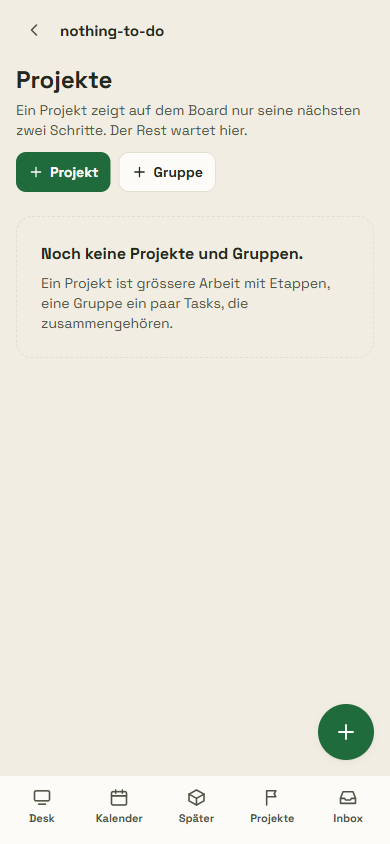 nothing-to-do
Projekte
Ein Projekt zeigt auf dem Board nur seine nächsten
zwei Schritte. Der Rest wartet hier.
Projekt
Gruppe
Noch keine Projekte und Gruppen.
Ein Projekt ist grössere Arbeit mit Etappen,
eine Gruppe ein paar Tasks, die
zusammengehören.
Desk
Kalender
Später
Projekte
Inbox